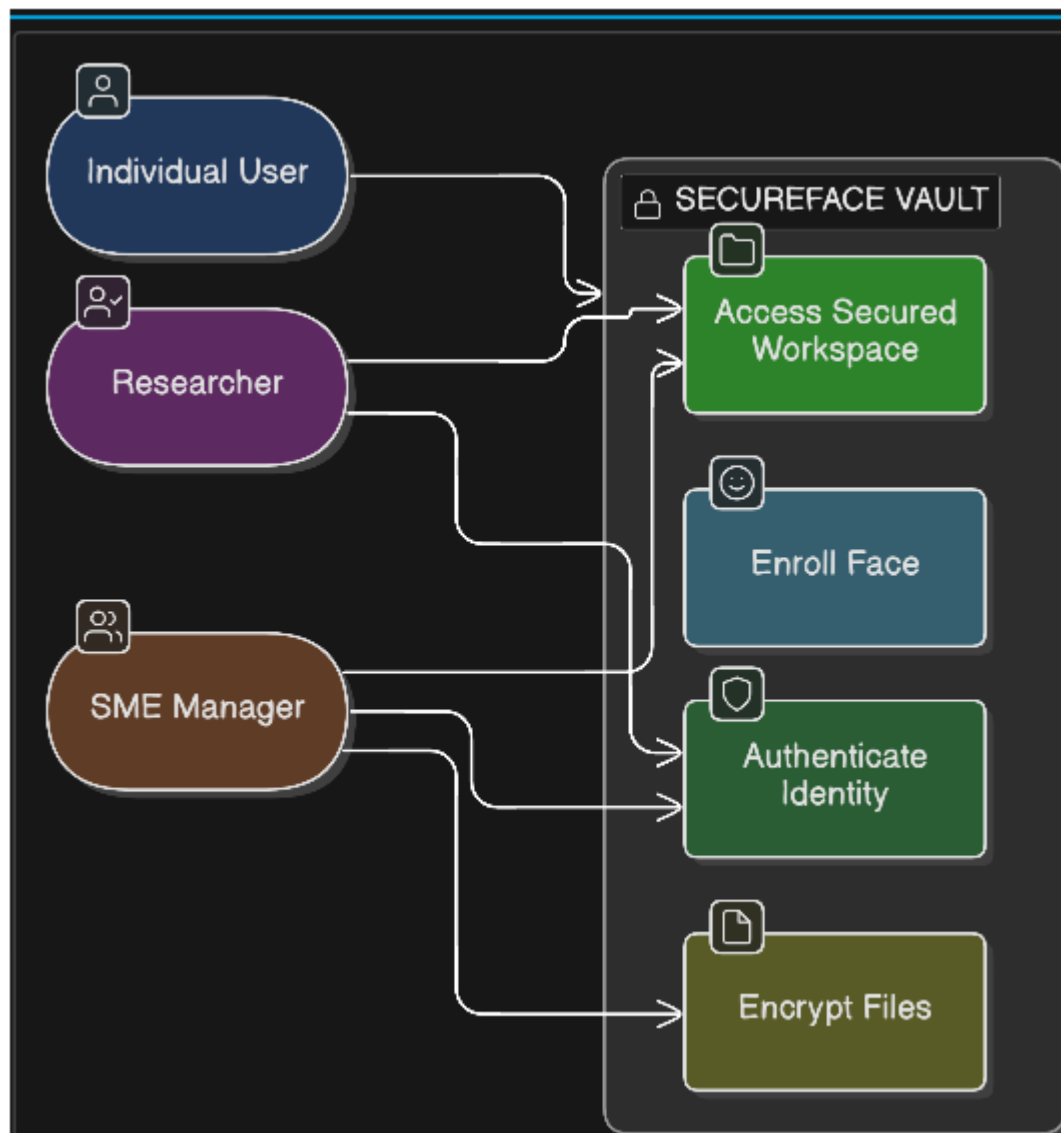 Individual User
SECUREFACE VAULT
Access Secured
Workspace
Researcher
Enroll Face
SME Manager
Authenticate
Identity
Encrypt Files